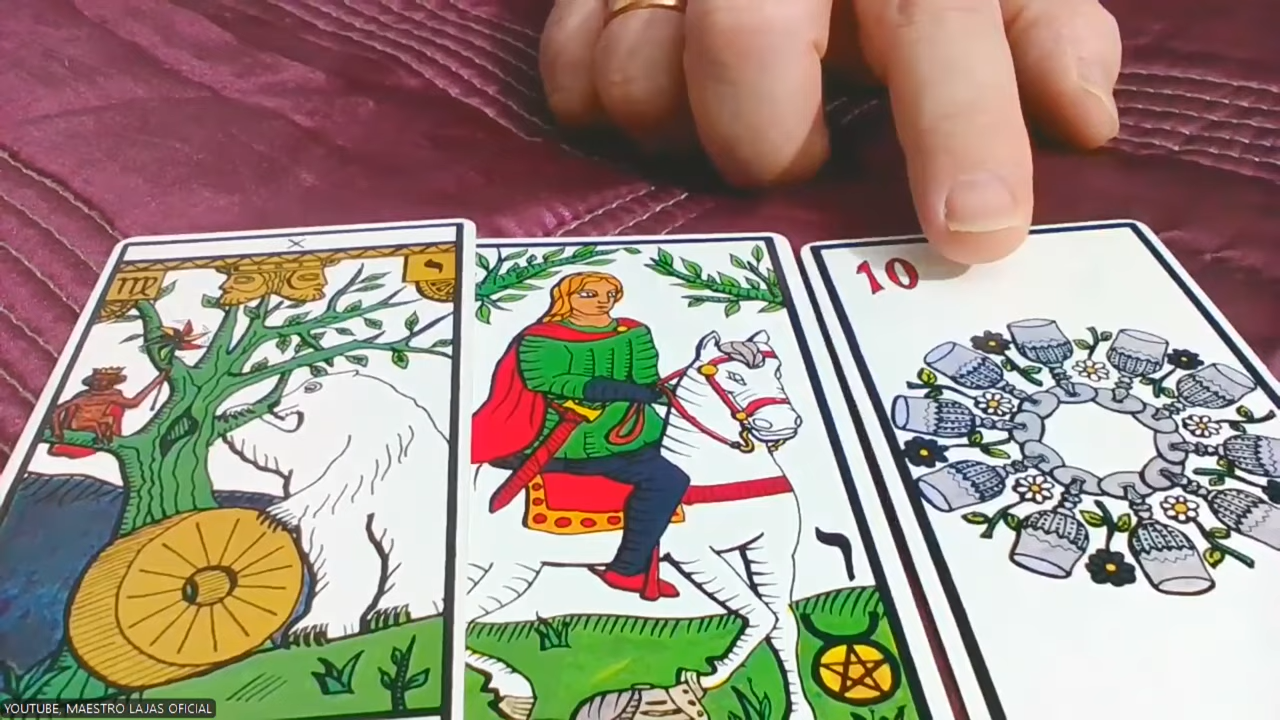 X
♍
י
10
ר
YOUTUBE, MAESTRO LAJAS OFICIAL